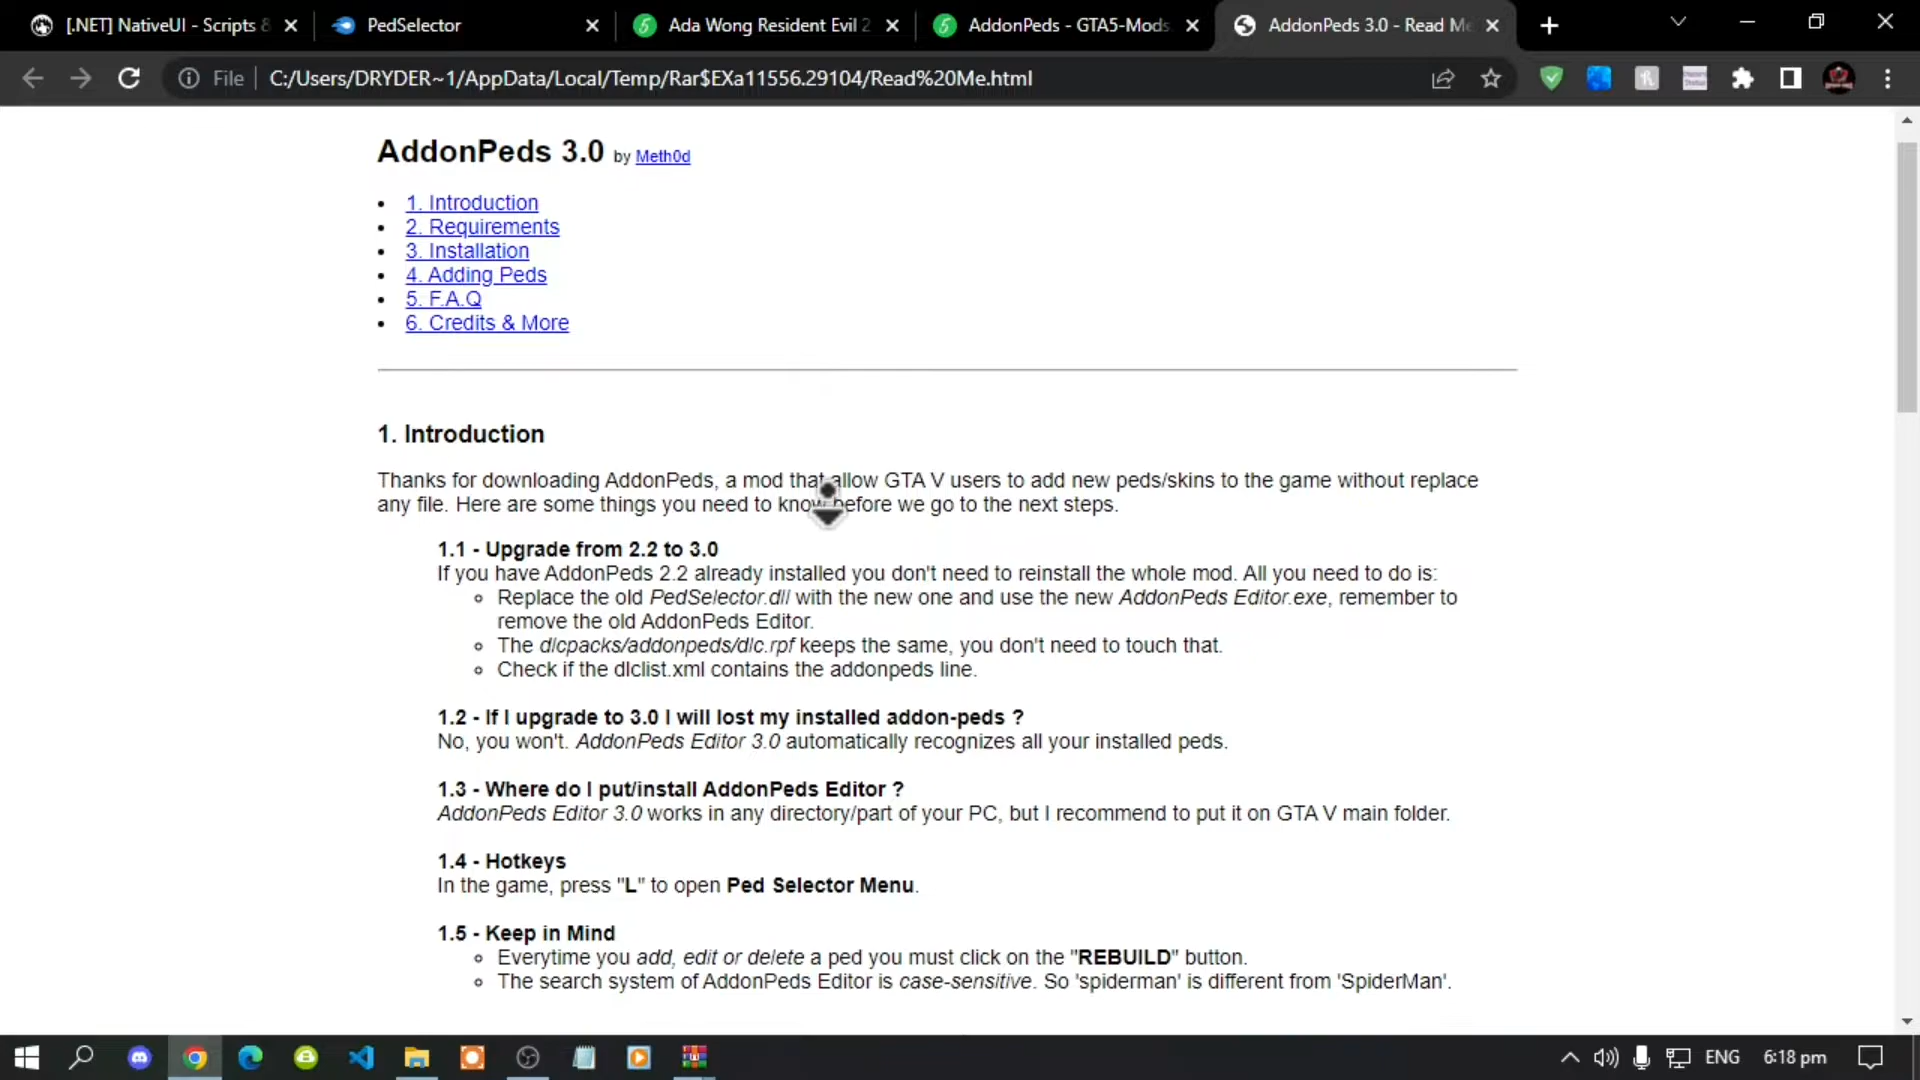 [.NET] NativeUI - Scripts &
PedSelector
Ada Wong Resident Evil 2
AddonPeds - GTA5-Mods.
AddonPeds 3.0 - Read Me
File
C:/Users/DRYDER~1/AppData/Local/Temp/Rar$EXa11556.29104/Read%20Me.html
AddonPeds 3.0 by Meth0d
• 1. Introduction
• 2. Requirements
• 3. Installation
• 4. Adding Peds
• 5. F.A.Q
• 6. Credits & More
1. Introduction
Thanks for downloading AddonPeds, a mod that allow GTA V users to add new peds/skins to the game without replace
any file. Here are some things you need to know before we go to the next steps.
1.1 - Upgrade from 2.2 to 3.0
If you have AddonPeds 2.2 already installed you don't need to reinstall the whole mod. All you need to do is:
Replace the old PedSelector.dll with the new one and use the new AddonPeds Editor.exe, remember to
remove the old AddonPeds Editor.
The dlcpacks/addonpeds/dlc.rpf keeps the same, you don't need to touch that.
Check if the dlclist.xml contains the addonpeds line.
1.2 - If I upgrade to 3.0 I will lost my installed addon-peds ?
No, you won't. AddonPeds Editor 3.0 automatically recognizes all your installed peds.
1.3 - Where do I put/install AddonPeds Editor ?
AddonPeds Editor 3.0 works in any directory/part of your PC, but I recommend to put it on GTA V main folder.
1.4 - Hotkeys
In the game, press "L" to open Ped Selector Menu.
1.5 - Keep in Mind
Everytime you add, edit or delete a ped you must click on the "REBUILD" button.
The search system of AddonPeds Editor is case-sensitive. So 'spiderman' is different from 'SpiderMan'.
ENG
6:18 pm